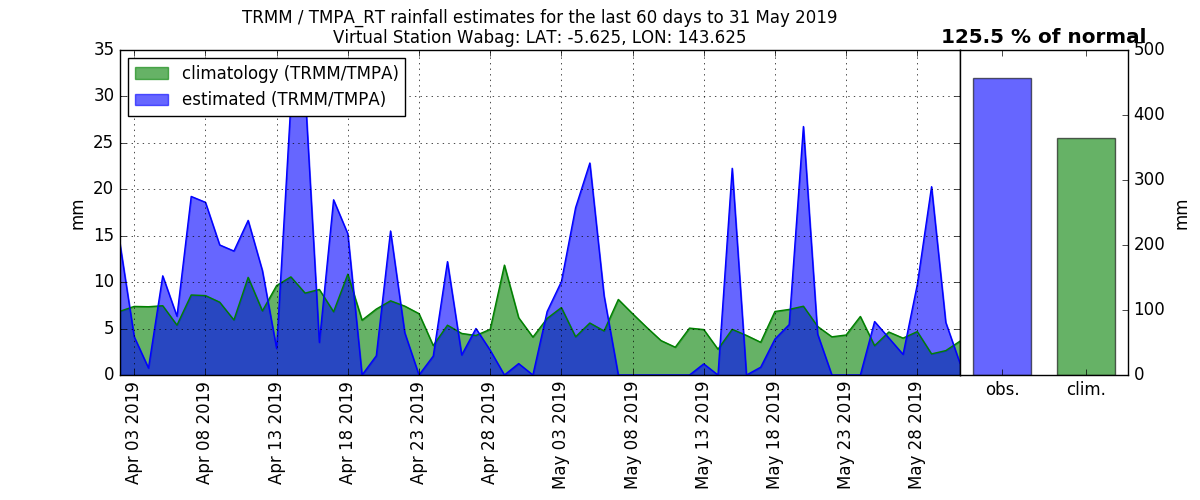 TRMM / TMPA_RT rainfall estimates for the last 60 days to 31 May 2019
Virtual Station Wabag: LAT: -5.625, LON: 143.625
125.5 % of normal
climatology (TRMM/TMPA)
estimated (TRMM/TMPA)
35
30
25
20
15
10
5
0
mm
Apr 03 2019
Apr 08 2019
Apr 13 2019
Apr 18 2019
Apr 23 2019
Apr 28 2019
May 03 2019
May 08 2019
May 13 2019
May 18 2019
May 23 2019
May 28 2019
500
400
300
200
100
0
mm
obs.
clim.